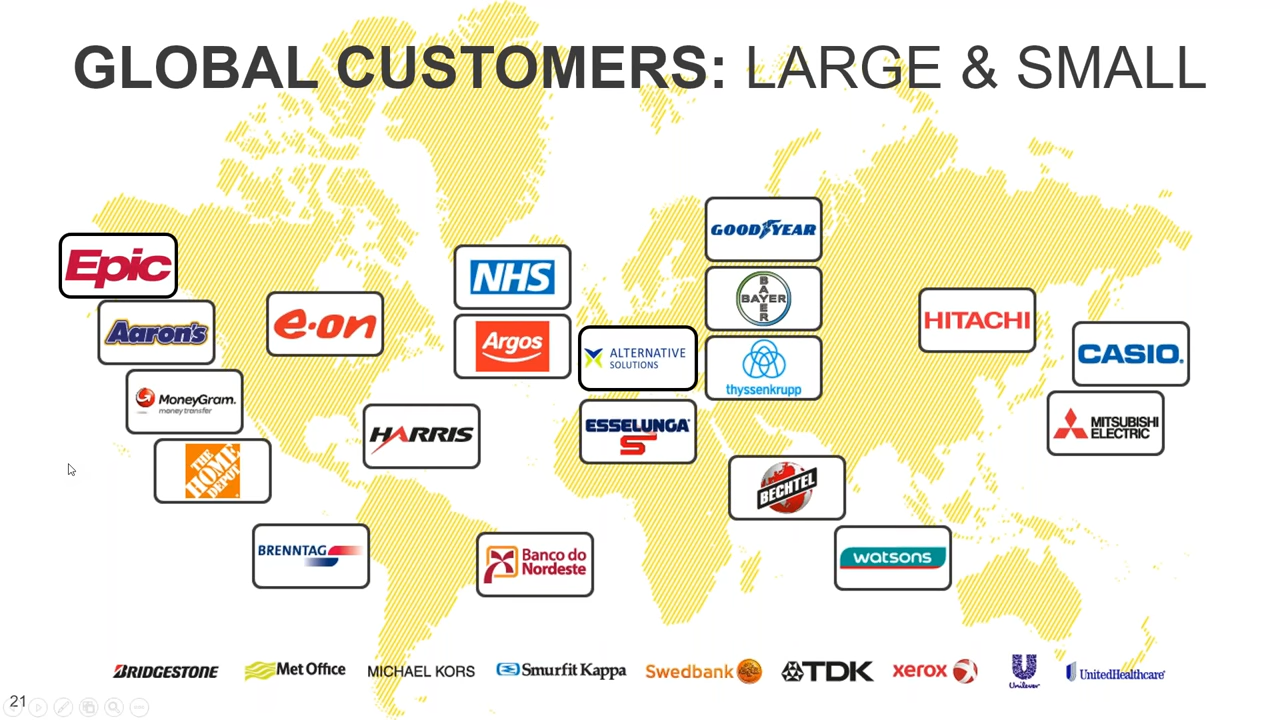 GLOBAL CUSTOMERS: LARGE & SMALL
Epic
Aaron's
MoneyGram.
money transfer
THE
HOME
DEPOT
e·on
HARRIS
BRENNTAG
NHS
Argos
ALTERNATIVE
SOLUTIONS
ESSELUNGA
S
Banco do
Nordeste
GOODYEAR
BAYER
BAYER
thyssenkrupp
BECHTEL
watsons
HITACHI
CASIO.
MITSUBISHI
ELECTRIC
BRIDGESTONE
Met Office
MICHAEL KORS
Smurfit Kappa
Swedbank
TDK
xerox
Unilever
UnitedHealthcare
21